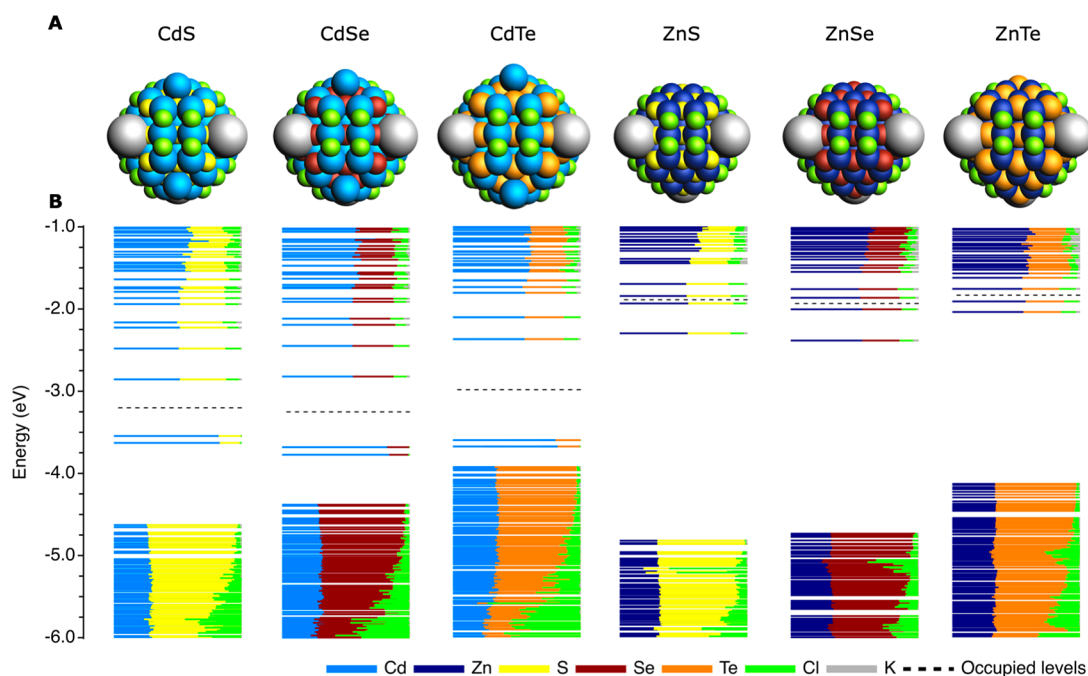 A
CdS CdSe CdTe ZnS ZnSe ZnTe
B
-1.0
-2.0
-3.0
-4.0
-5.0
-6.0
Energy (eV)
Cd Zn S Se Te Cl K Occupied levels